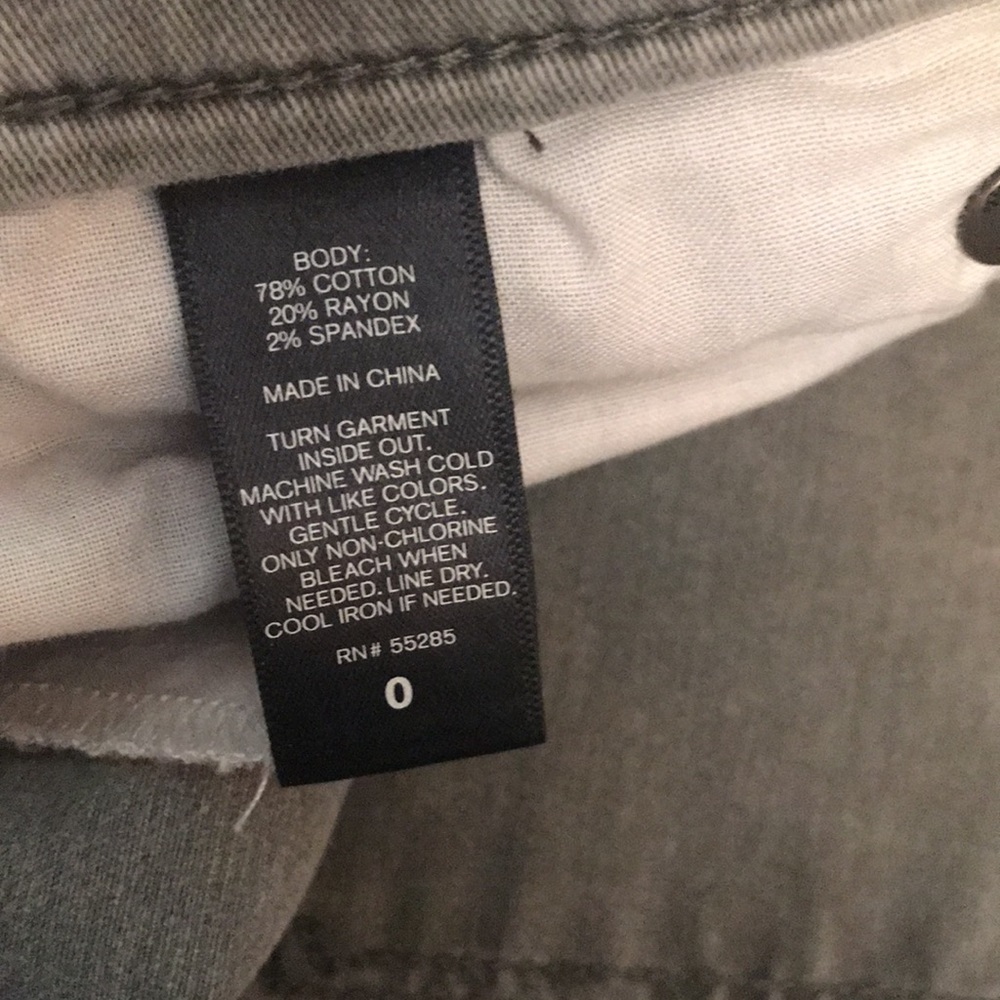 BODY:
78% COTTON
20% RAYON
2% SPANDEX
MADE IN CHINA
TURN GARMENT
INSIDE OUT.
MACHINE WASH COLD
WITH LIKE COLORS.
GENTLE CYCLE.
ONLY NON-CHLORINE
BLEACH WHEN
NEEDED. LINE DRY.
COOL IRON IF NEEDED.
RN# 55285
0